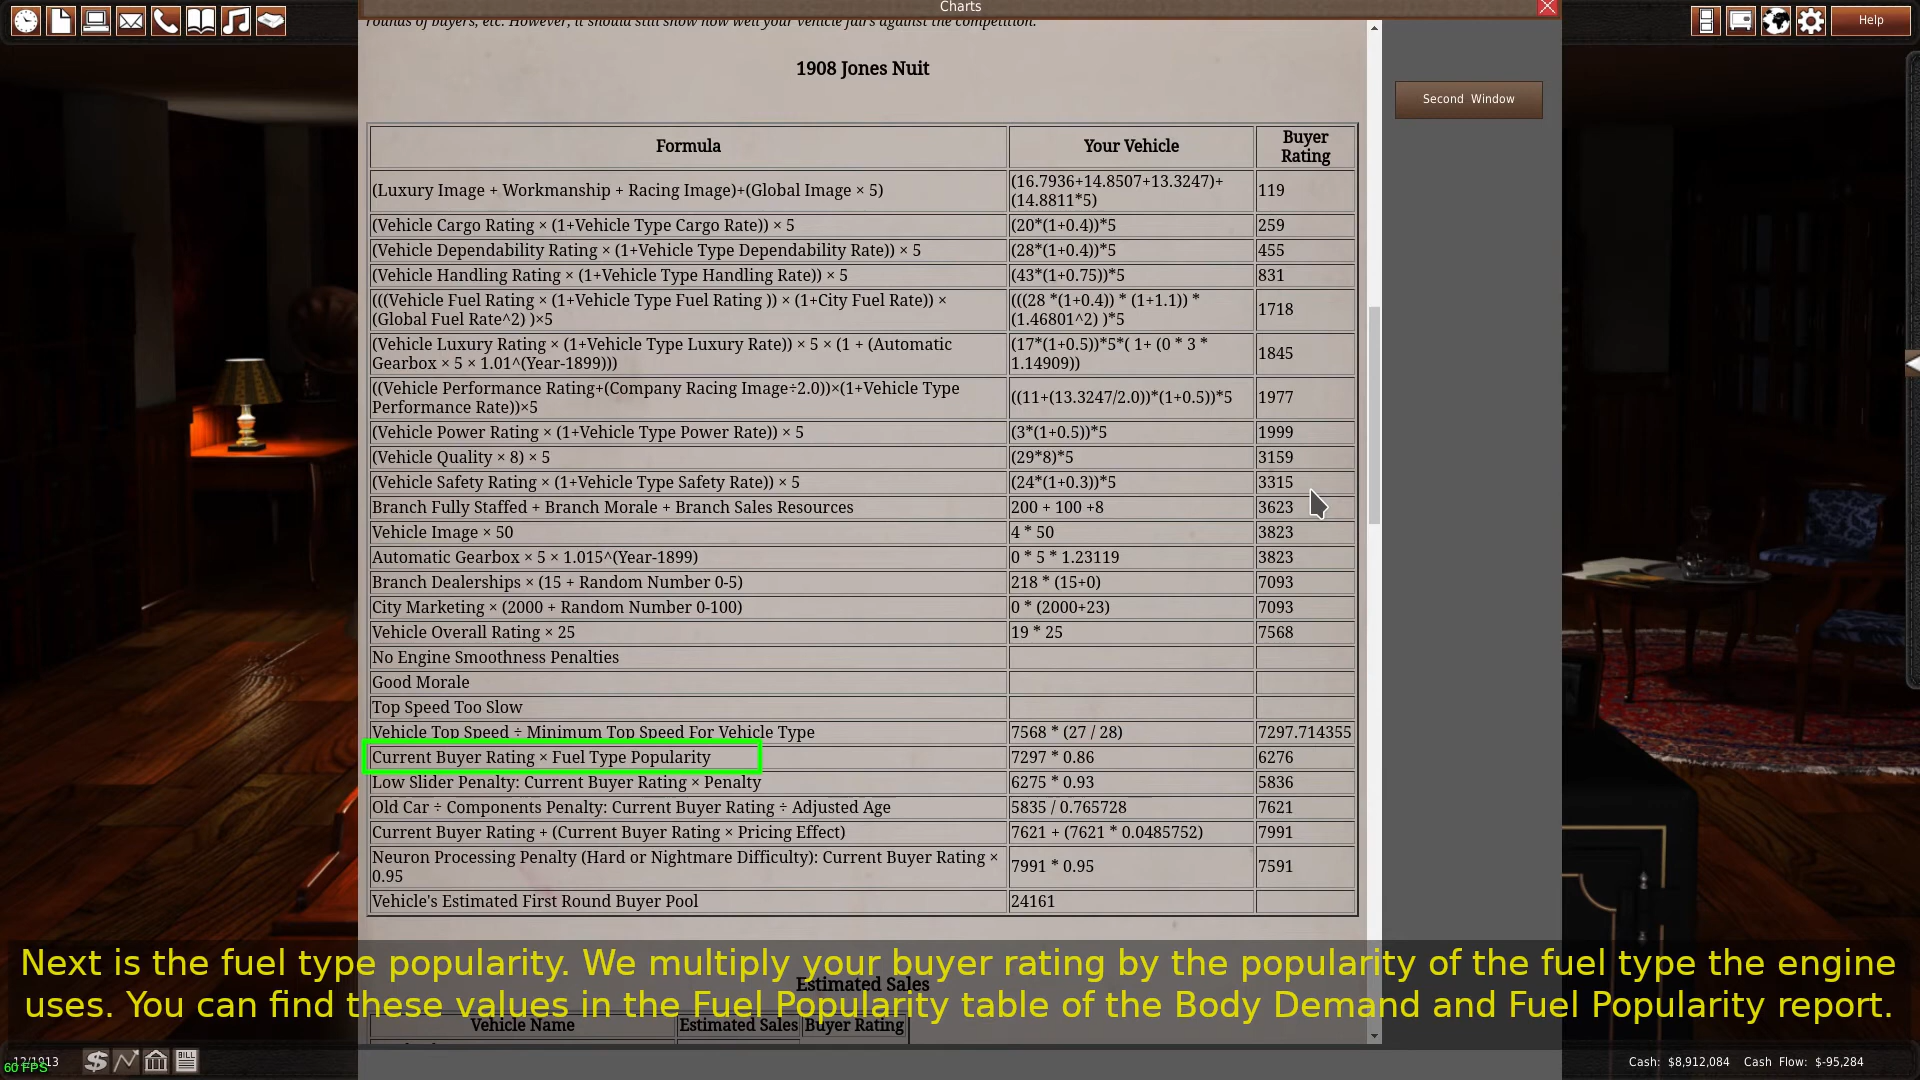 Charts
rounds of buyers, etc. However, it should still show how well your vehicle fairs against the competition.
Help
1908 Jones Nuit
Second Window
Formula Your Vehicle Buyer Rating
(Luxury Image + Workmanship + Racing Image)+(Global Image × 5) (16.7936+14.8507+13.3247)+ (14.8811*5) 119
(Vehicle Cargo Rating × (1+Vehicle Type Cargo Rate)) × 5 (20*(1+0.4))*5 259
(Vehicle Dependability Rating × (1+Vehicle Type Dependability Rate)) × 5 (28*(1+0.4))*5 455
(Vehicle Handling Rating × (1+Vehicle Type Handling Rate)) × 5 (43*(1+0.75))*5 831
(((Vehicle Fuel Rating × (1+Vehicle Type Fuel Rating )) × (1+City Fuel Rate)) × (((28 *(1+0.4)) * (1+1.1)) * 1718
(Global Fuel Rate^2) )×5 (1.46801^2) )*5
(Vehicle Luxury Rating × (1+Vehicle Type Luxury Rate)) × 5 × (1 + (Automatic (17*(1+0.5))*5*( 1+ (0 * 3 * 1845
Gearbox × 5 × 1.01^(Year-1899))) 1.14909))
((Vehicle Performance Rating+(Company Racing Image÷2.0))×(1+Vehicle Type ((11+(13.3247/2.0))*(1+0.5))*5 1977
Performance Rate))×5
(Vehicle Power Rating × (1+Vehicle Type Power Rate)) × 5 (3*(1+0.5))*5 1999
(Vehicle Quality × 8) × 5 (29*8)*5 3159
(Vehicle Safety Rating × (1+Vehicle Type Safety Rate)) × 5 (24*(1+0.3))*5 3315
Branch Fully Staffed + Branch Morale + Branch Sales Resources 200 + 100 +8 3623
Vehicle Image × 50 4 * 50 3823
Automatic Gearbox × 5 × 1.015^(Year-1899) 0 * 5 * 1.23119 3823
Branch Dealerships × (15 + Random Number 0-5) 218 * (15+0) 7093
City Marketing × (2000 + Random Number 0-100) 0 * (2000+23) 7093
Vehicle Overall Rating × 25 19 * 25 7568
No Engine Smoothness Penalties
Good Morale
Top Speed Too Slow
Vehicle Top Speed ÷ Minimum Top Speed For Vehicle Type 7568 * (27 / 28) 7297.714355
Current Buyer Rating × Fuel Type Popularity 7297 * 0.86 6276
Low Slider Penalty: Current Buyer Rating × Penalty 6275 * 0.93 5836
Old Car ÷ Components Penalty: Current Buyer Rating ÷ Adjusted Age 5835 / 0.765728 7621
Current Buyer Rating + (Current Buyer Rating × Pricing Effect) 7621 + (7621 * 0.0485752) 7991
Neuron Processing Penalty (Hard or Nightmare Difficulty): Current Buyer Rating × 7991 * 0.95 7591
0.95
Vehicle's Estimated First Round Buyer Pool 24161
Next is the fuel type popularity. We multiply your buyer rating by the popularity of the fuel type the engine
Estimated Sales
uses. You can find these values in the Fuel Popularity table of the Body Demand and Fuel Popularity report.
Vehicle Name Estimated Sales Buyer Rating
12/1913
60 FPS
BILL
Cash: $8,912,084 Cash Flow: $-95,284